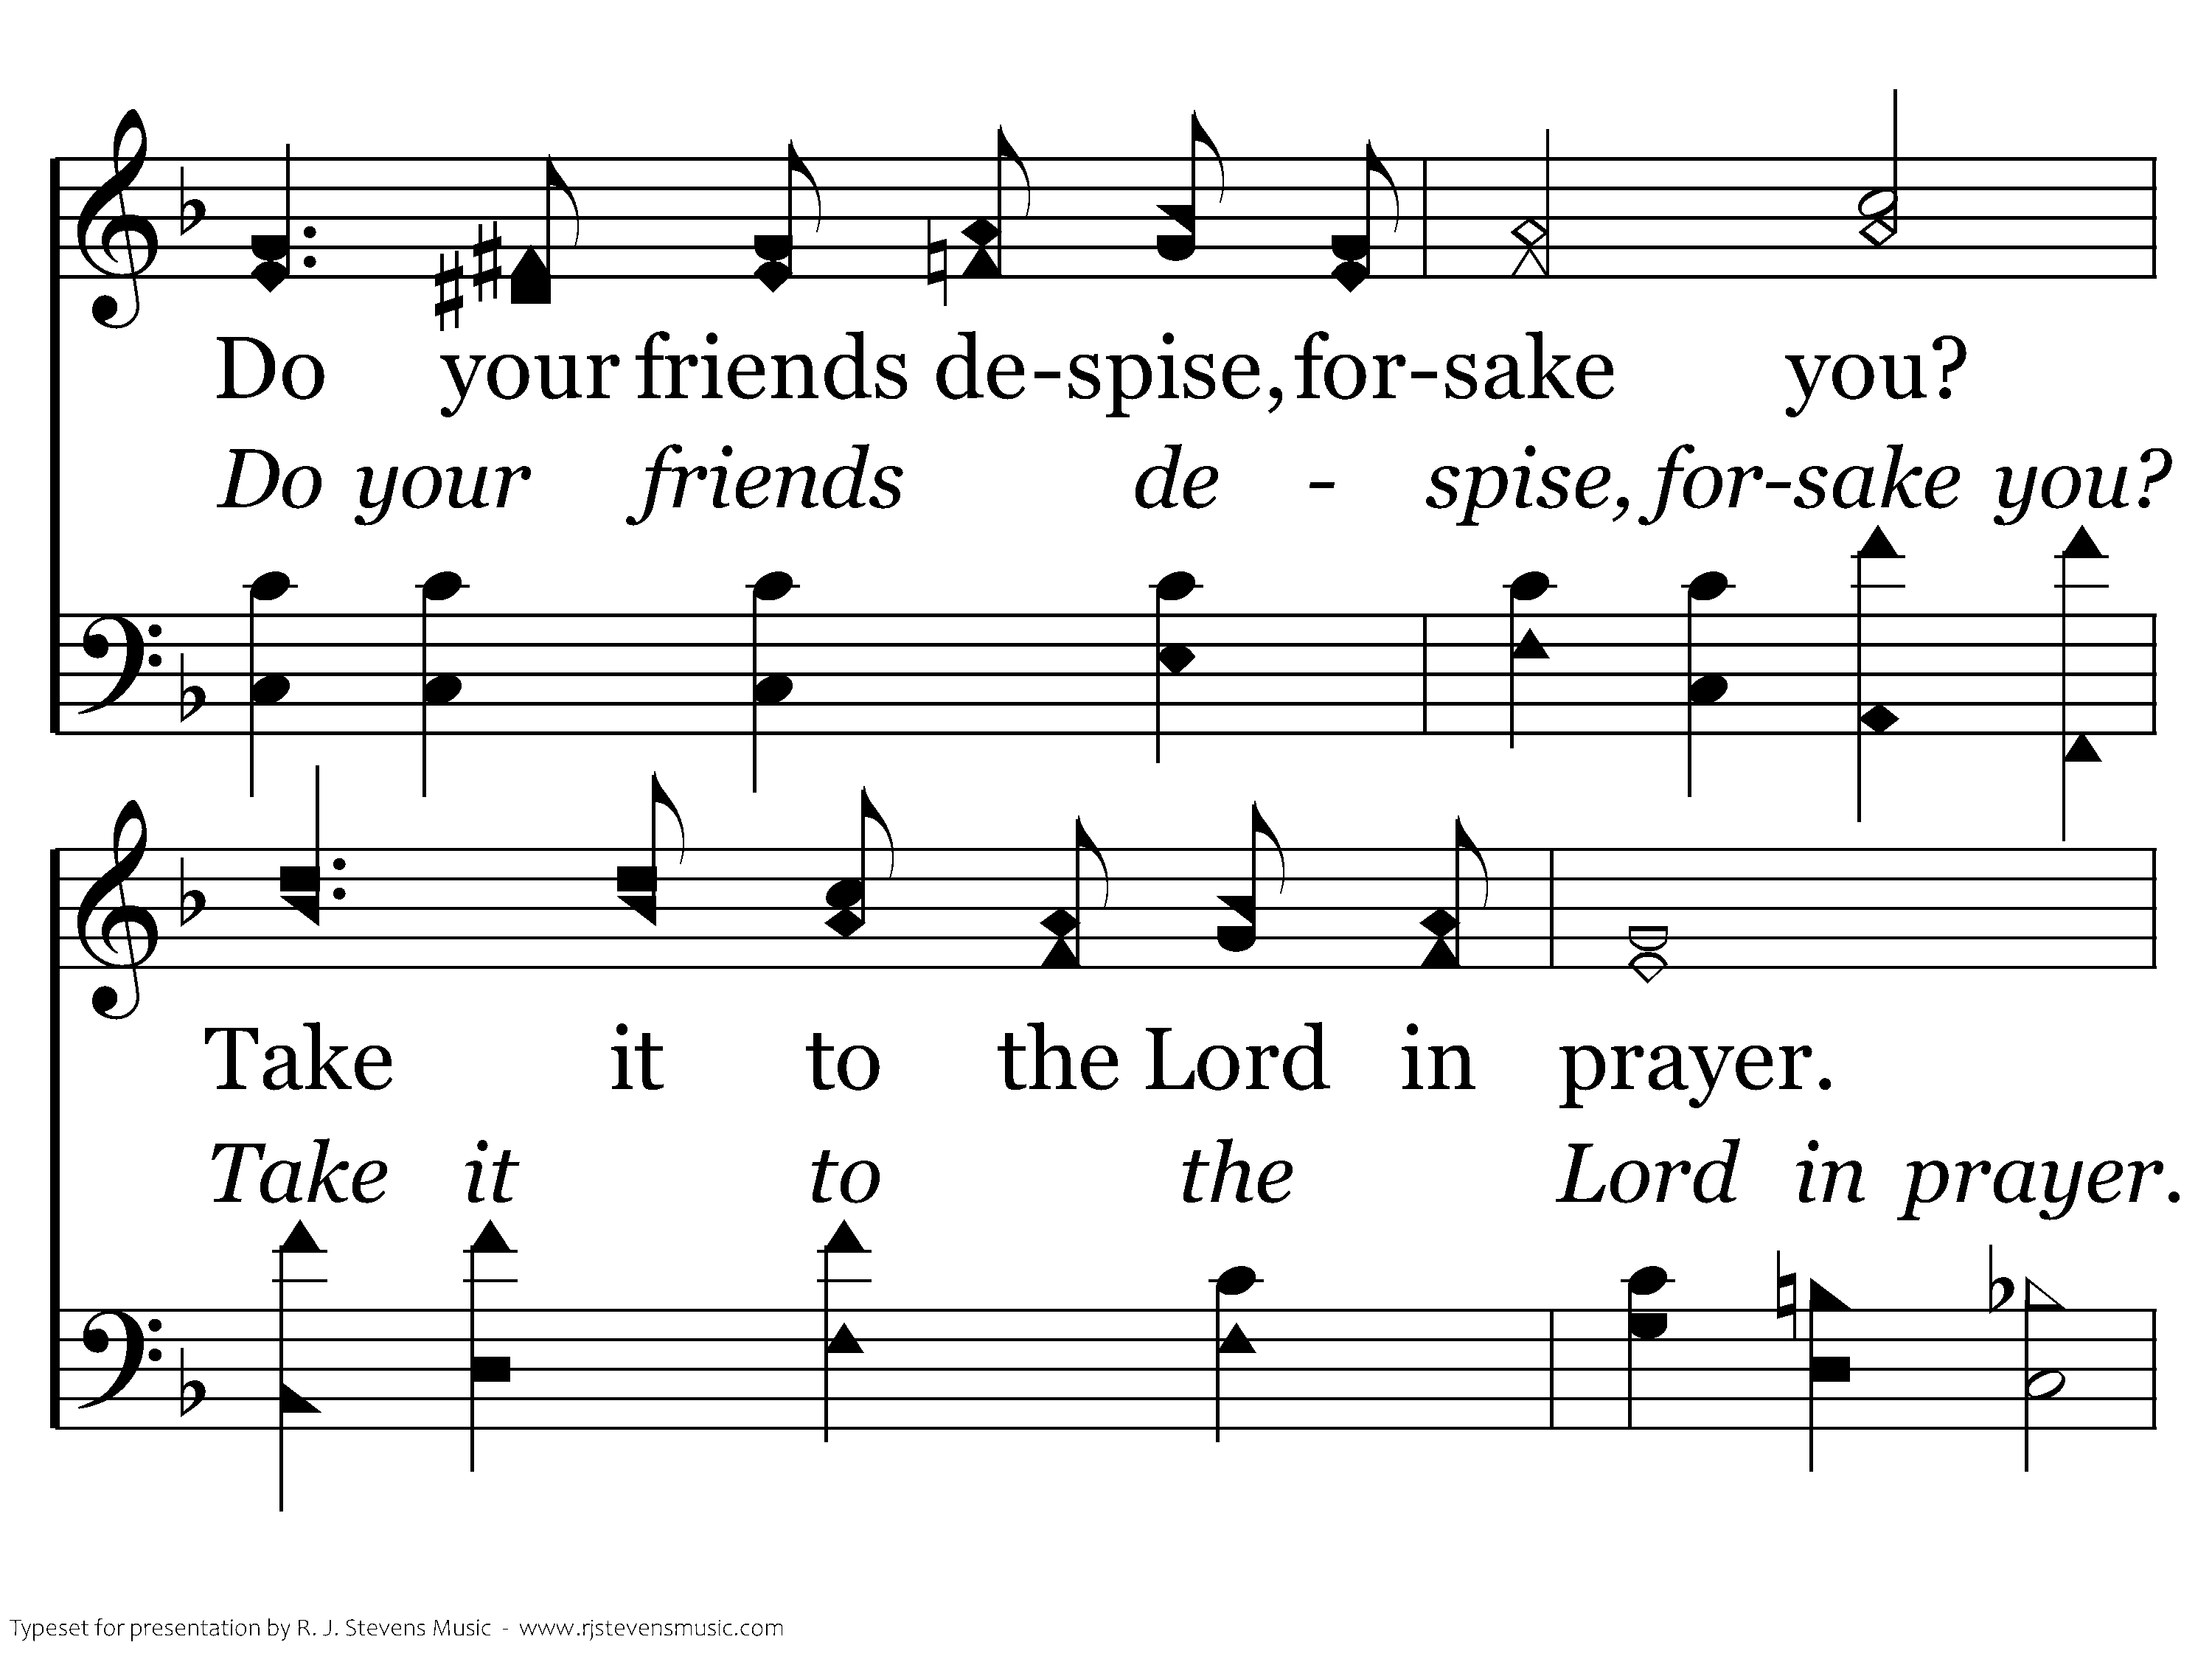 Do your friends de-spise, for-sake you?
Do your friends de - spise, for-sake you?
Take it to the Lord in prayer.
Take it to the Lord in prayer.
Typeset for presentation by R. J. Stevens Music - www.rjstevensmusic.com